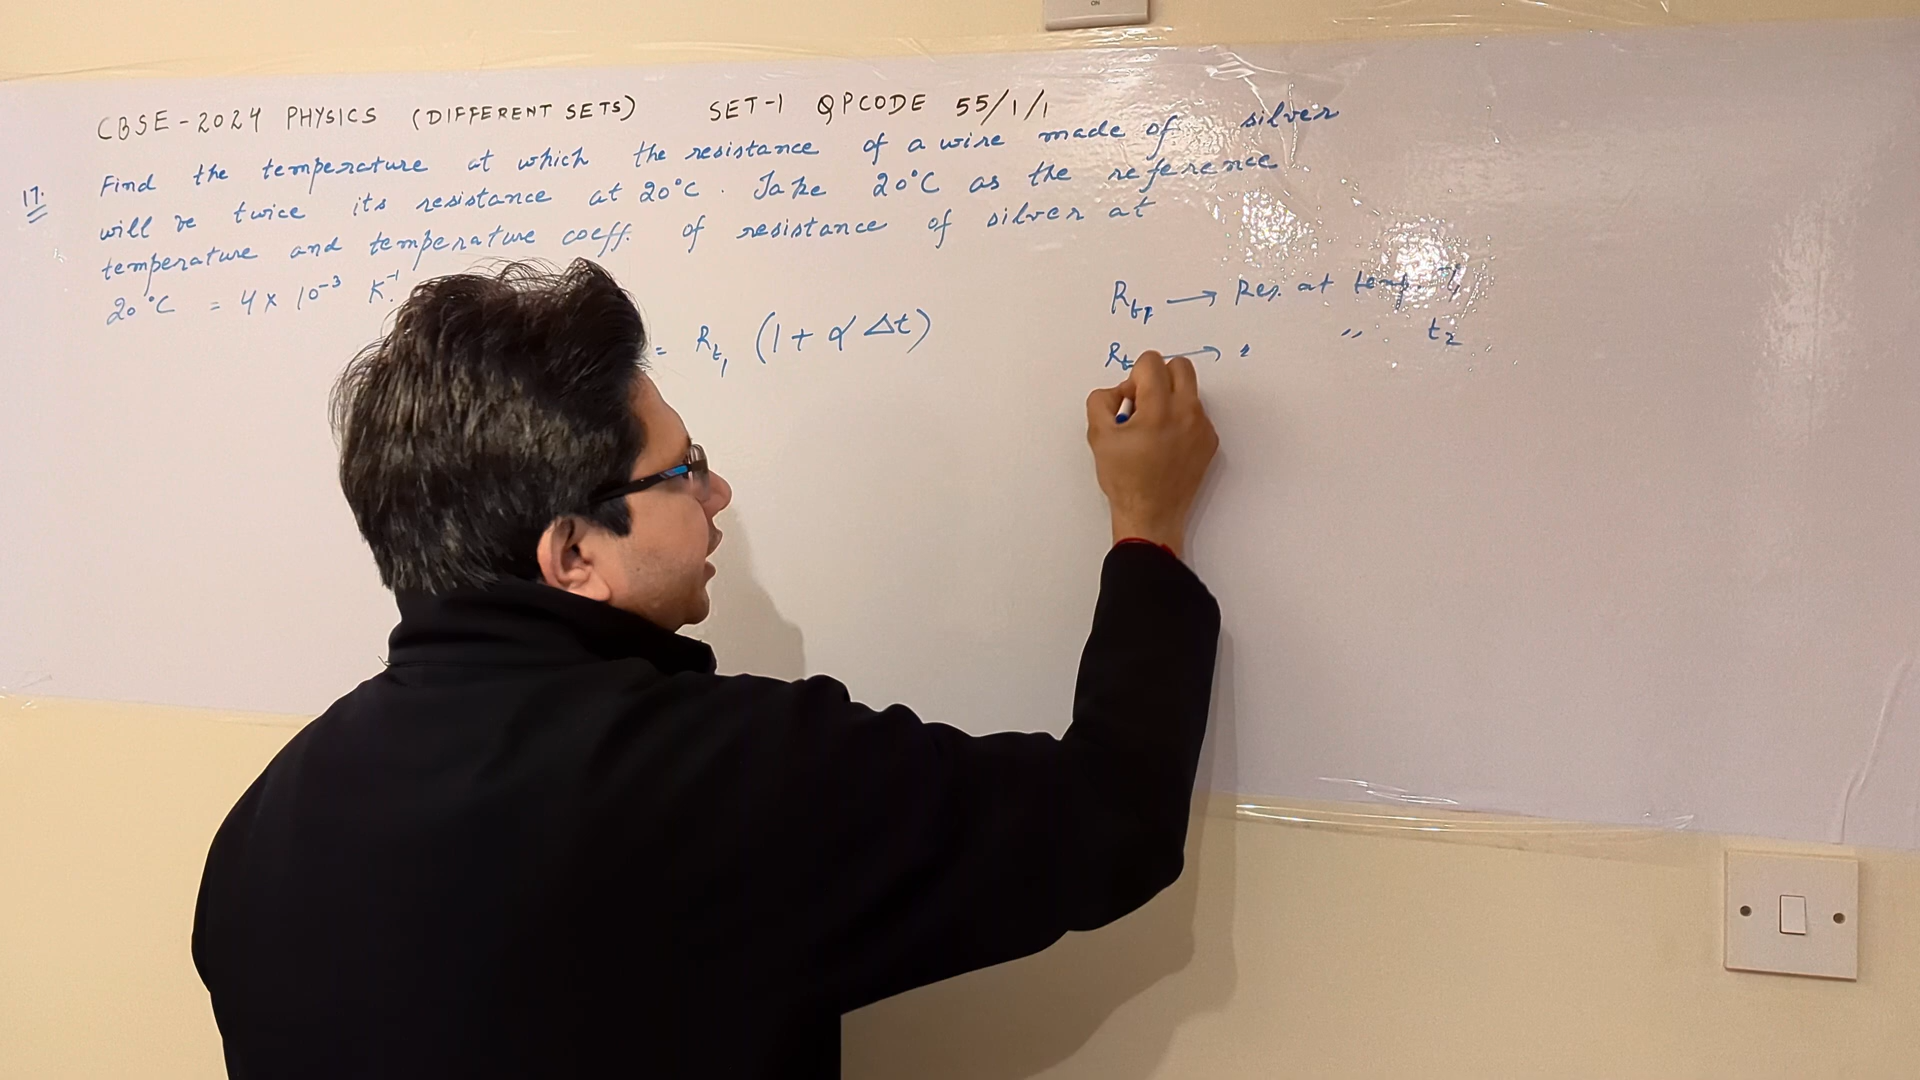 CBSE-2024 PHYSICS (DIFFERENT SETS) SET-1 QPCODE 55/1/1
17. Find the temperature at which the resistance of a wire made of silver
will be twice its resistance at 20°C. Take 20°C as the reference
temperature and temperature coeff. of resistance of silver at
20°C = 4 x 10⁻³ K⁻¹.
= Rt₁ (1 + α Δt)
Res. at temp.
Rt → " t₂
ON